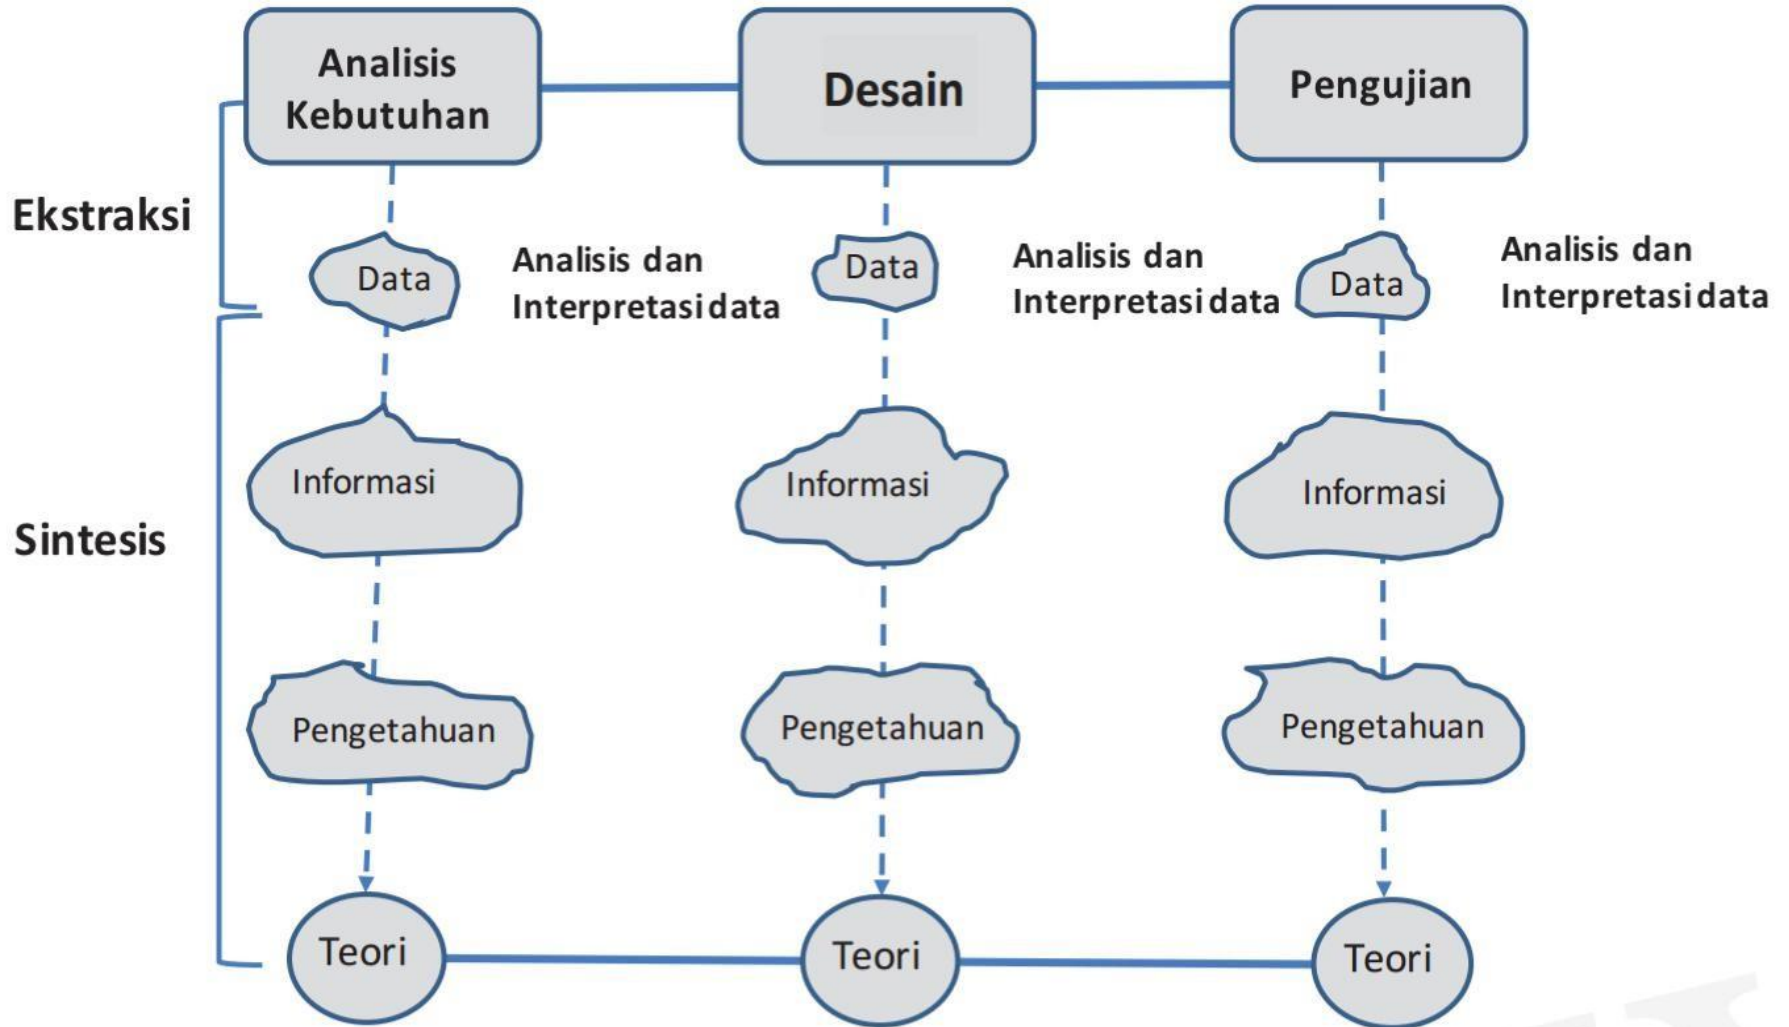 Analisis
Kebutuhan
Desain
Pengujian
Ekstraksi
Data
Analisis dan
Interpretasi data
Data
Analisis dan
Interpretasi data
Data
Analisis dan
Interpretasi data
Sintesis
Informasi
Informasi
Informasi
Pengetahuan
Pengetahuan
Pengetahuan
Teori
Teori
Teori